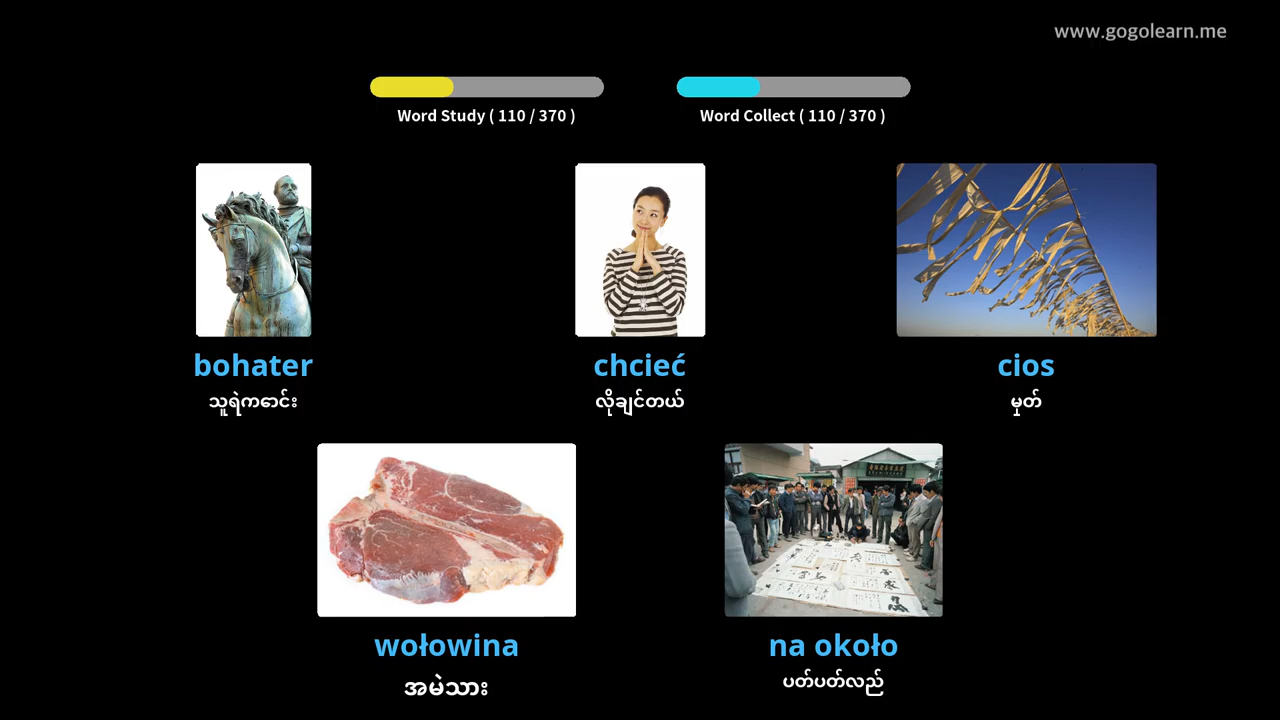 www.gogolearn.me
Word Study ( 110 / 370 )
Word Collect ( 110 / 370 )
bohater
သူရဲကောင်း
chcieć
လိုချင်တယ်
cios
မှုတ်
wołowina
အမဲသား
na około
ပတ်ပတ်လည်